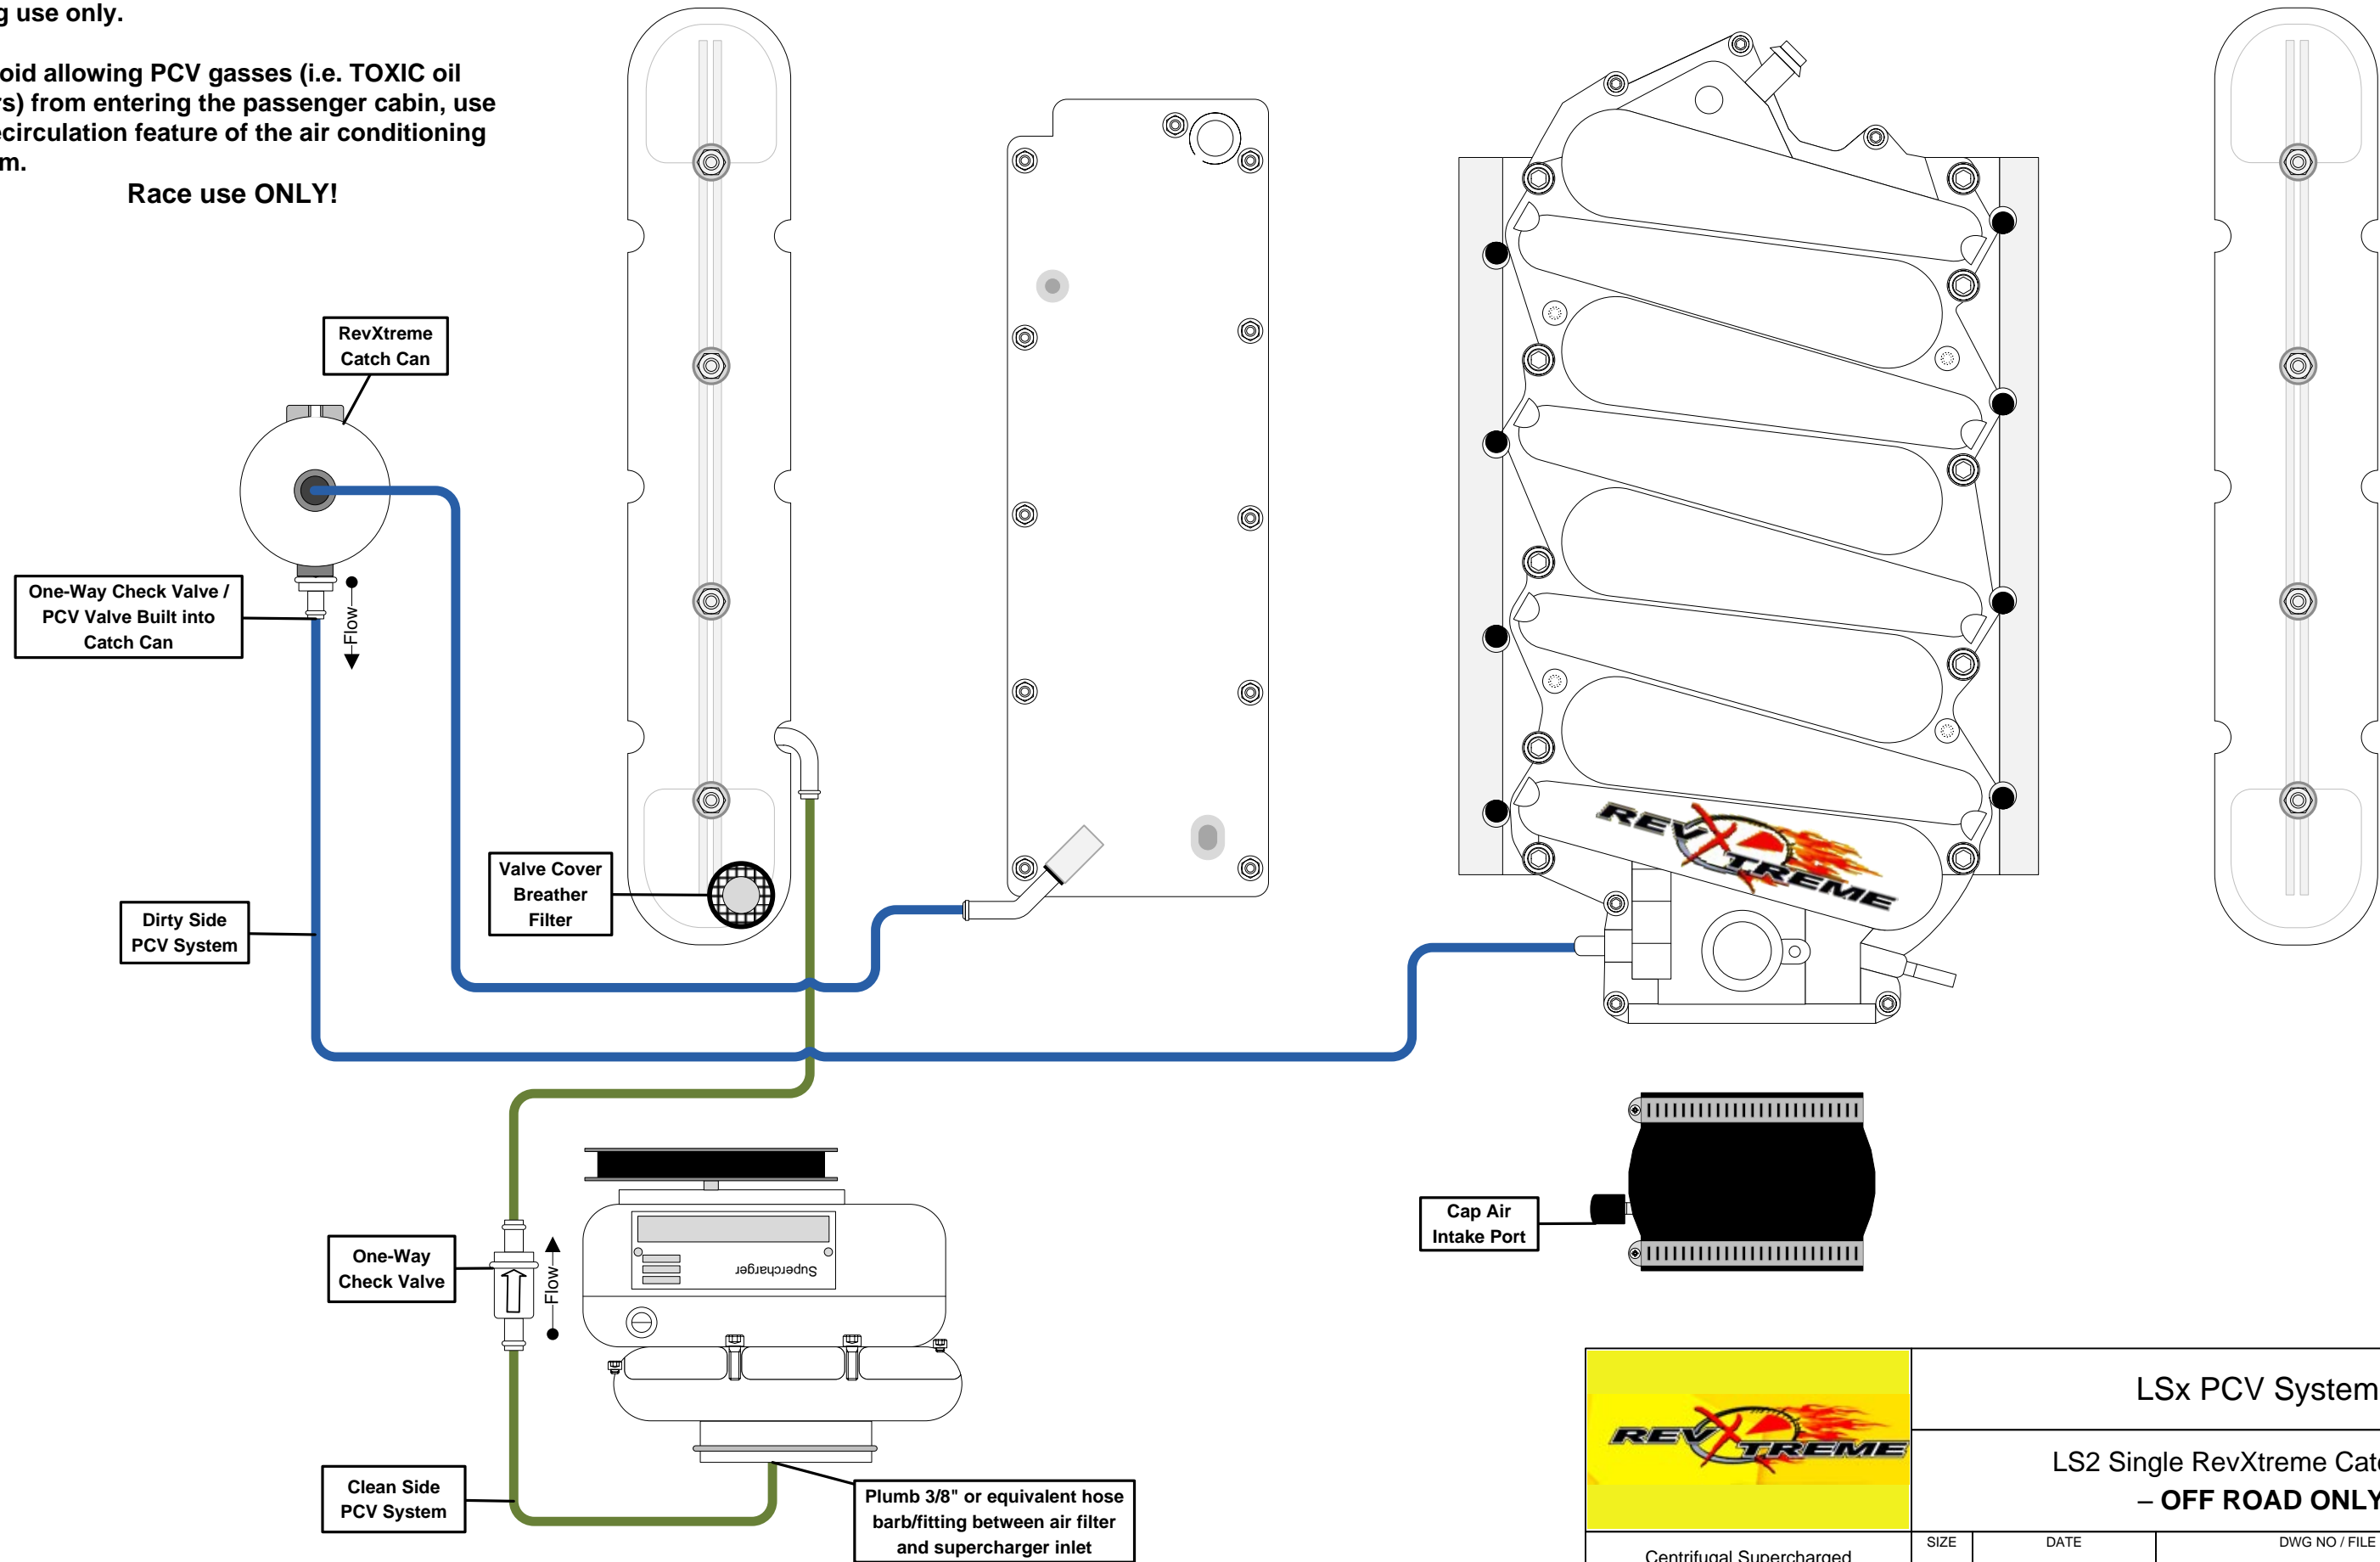 use only.
oid allowing PCV gasses (i.e. TOXIC oil
from entering the passenger cabin, use
ecirculation feature of the air conditioning
Race use ONLY!
RevXtreme
Catch Can
One-Way Check Valve /
PCV Valve Built into
Catch Can
Flow
Dirty Side
PCV System
Valve Cover
Breather
Filter
REVXTREME
One-Way
Check Valve
Flow
Supercharger
Clean Side
PCV System
Plumb 3/8" or equivalent hose
barb/fitting between air filter
and supercharger inlet
Cap Air
Intake Port
REVXTREME
LSx PCV System
LS2 Single RevXtreme Catc
– OFF ROAD ONLY
Centrifugal Supercharged
SIZE
DATE
DWG NO / FILE